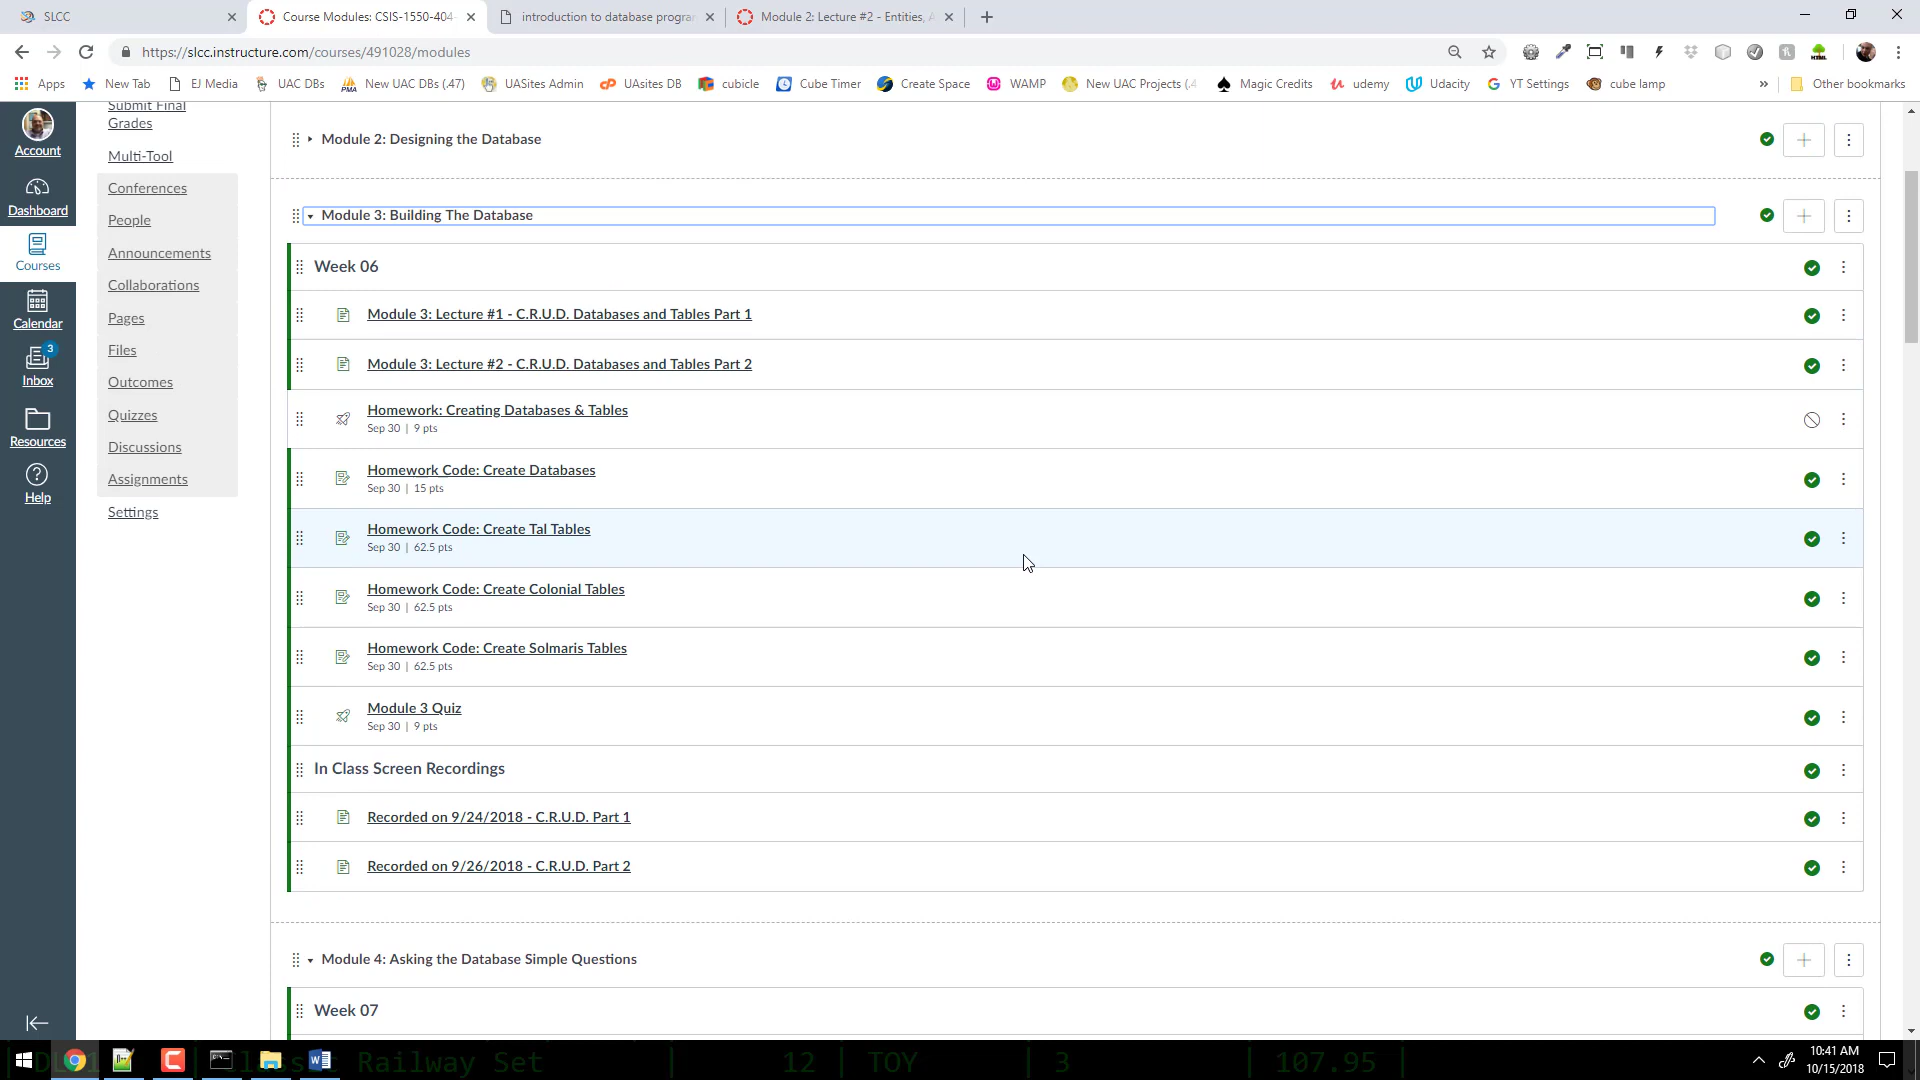 SLCC
Course Modules: CSIS-1550-404-
introduction to database progra
Module 2: Lecture #2 - Entities, A
https://slcc.instructure.com/courses/491028/modules
Apps
New Tab
EJ Media
UAC DBs
New UAC DBs (.47)
UASites Admin
UAsites DB
cubicle
Cube Timer
Create Space
WAMP
New UAC Projects (.4
Magic Credits
udemy
Udacity
YT Settings
cube lamp
»
Other bookmarks
Account
Dashboard
Courses
Calendar
3
Inbox
Resources
Help
Submit Final
Grades
Multi-Tool
Conferences
People
Announcements
Collaborations
Pages
Files
Outcomes
Quizzes
Discussions
Assignments
Settings
Module 2: Designing the Database
Module 3: Building The Database
Week 06
Module 3: Lecture #1 - C.R.U.D. Databases and Tables Part 1
Module 3: Lecture #2 - C.R.U.D. Databases and Tables Part 2
Homework: Creating Databases & Tables
Sep 30 | 9 pts
Homework Code: Create Databases
Sep 30 | 15 pts
Homework Code: Create Tal Tables
Sep 30 | 62.5 pts
Homework Code: Create Colonial Tables
Sep 30 | 62.5 pts
Homework Code: Create Solmaris Tables
Sep 30 | 62.5 pts
Module 3 Quiz
Sep 30 | 9 pts
In Class Screen Recordings
Recorded on 9/24/2018 - C.R.U.D. Part 1
Recorded on 9/26/2018 - C.R.U.D. Part 2
Module 4: Asking the Database Simple Questions
Week 07
Railway Set | 12 | TOY | 3 | 107.95 |
10:41 AM
10/15/2018